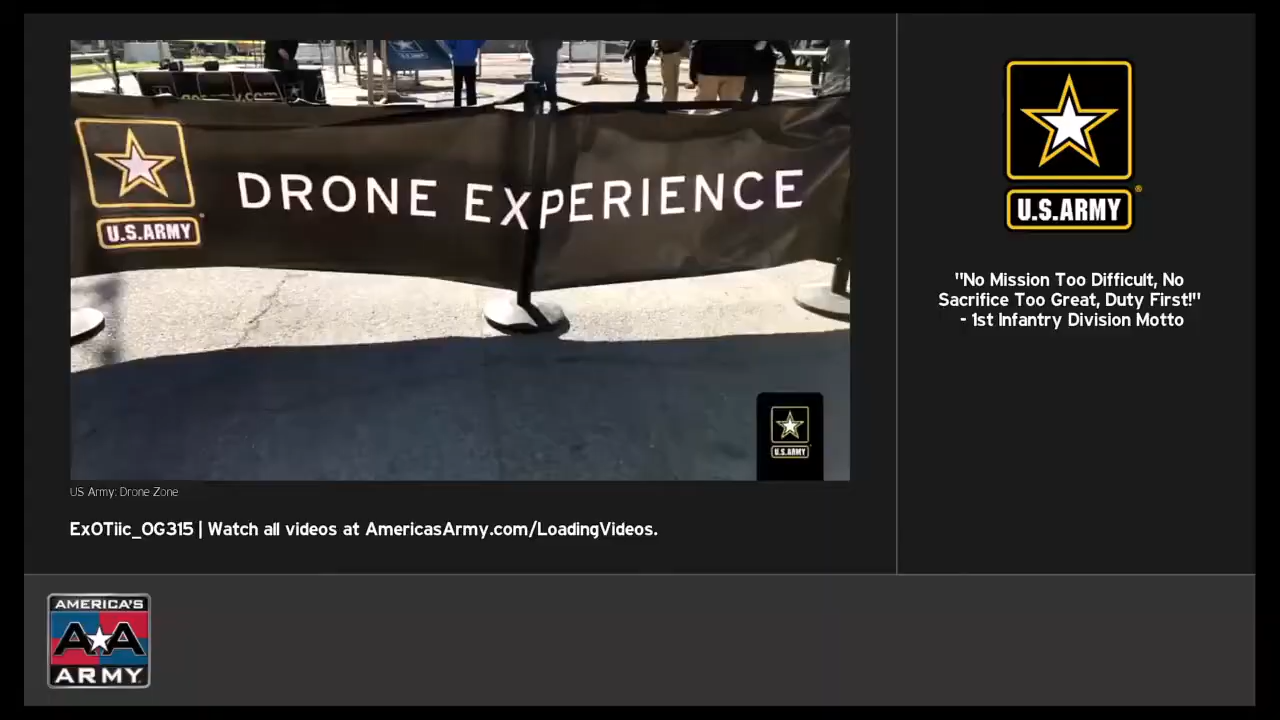 DRONE EXPERIENCE
U.S.ARMY
U.S.ARMY
US Army: Drone Zone
ExOTiic_OG315 | Watch all videos at AmericasArmy.com/LoadingVideos.
U.S.ARMY
"No Mission Too Difficult, No
Sacrifice Too Great, Duty First!"
- 1st Infantry Division Motto
AMERICA'S
AA
ARMY